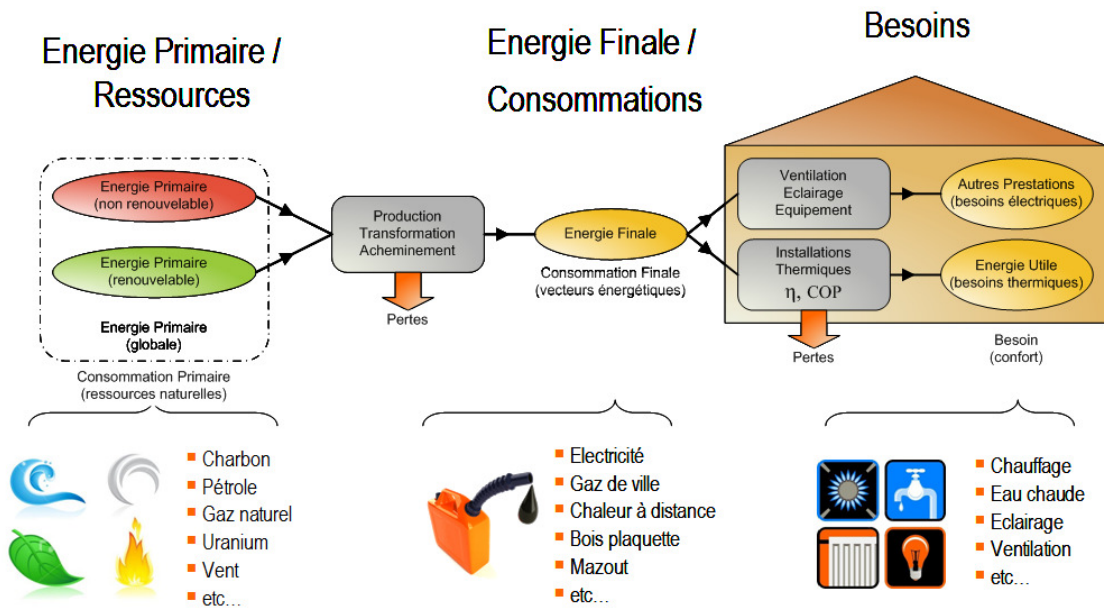 Energie Primaire /
Ressources
Energie Finale /
Consommations
Besoins
Energie Primaire
(non renouvelable)
Energie Primaire
(renouvelable)
Energie Primaire
(globale)
Consommation Primaire
(ressources naturelles)
Production
Transformation
Acheminement
Pertes
Energie Finale
Consommation Finale
(vecteurs énergétiques)
Ventilation
Eclairage
Equipement
Autres Prestations
(besoins électriques)
Installations
Thermiques
η, COP
Energie Utile
(besoins thermiques)
Pertes
Besoin
(confort)
Charbon
Pétrole
Gaz naturel
Uranium
Vent
etc…
Electricité
Gaz de ville
Chaleur à distance
Bois plaquette
Mazout
etc…
Chauffage
Eau chaude
Eclairage
Ventilation
etc…